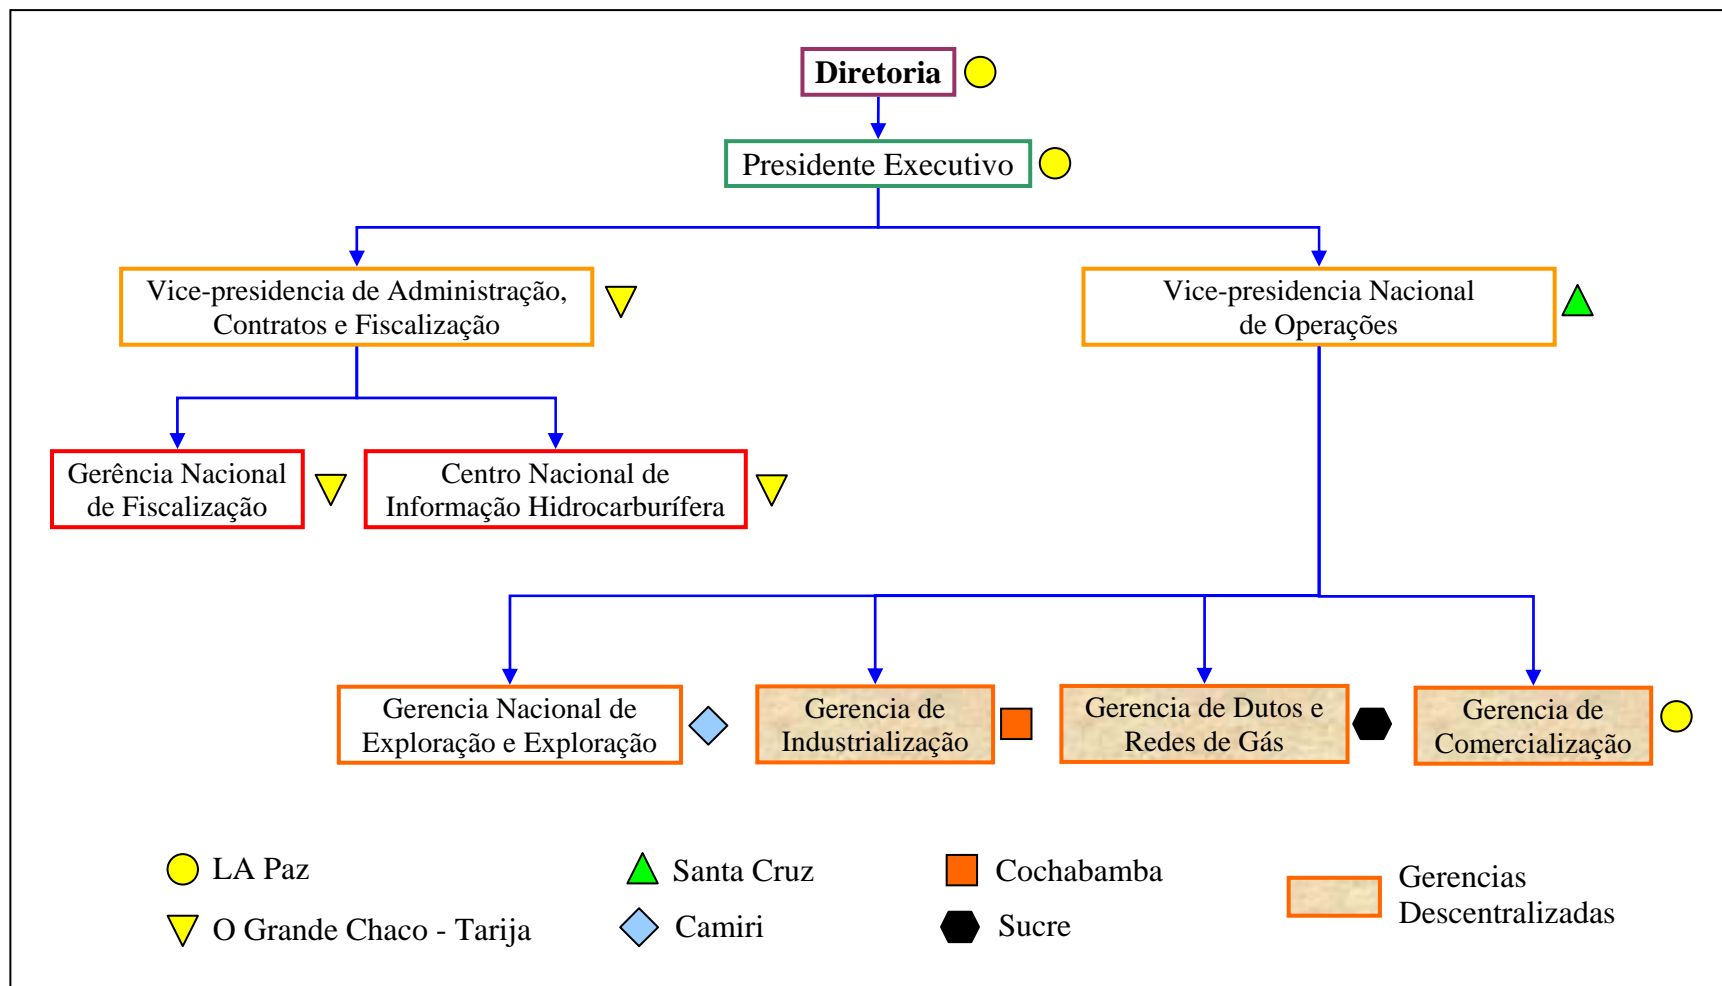 Diretoria
Presidente Executivo
Vice-presidencia de Administração,
Contratos e Fiscalização
Vice-presidencia Nacional
de Operações
Gerência Nacional
de Fiscalização
Centro Nacional de
Informação Hidrocarburífera
Gerencia Nacional de
Exploração e Exploração
Gerencia de
Industrialização
Gerencia de Dutos e
Redes de Gás
Gerencia de
Comercialização
LA Paz
Santa Cruz
Cochabamba
Gerencias
Descentralizadas
O Grande Chaco - Tarija
Camiri
Sucre